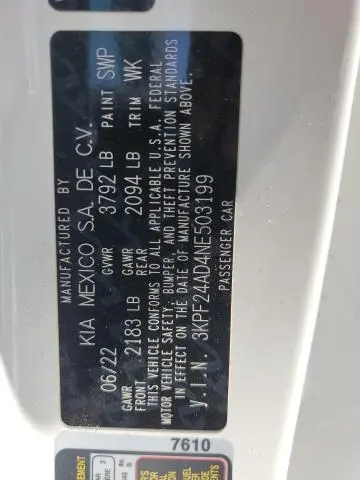 MANUFACTURED BY
KIA MEXICO S.A. DE C.V.
06/22 GVWR 3792 LB PAINT SWP
GAWR FRONT 2183 LB GAWR REAR 2094 LB TRIM WK
THIS VEHICLE CONFORMS TO ALL APPLICABLE U.S.A. FEDERAL
MOTOR VEHICLE SAFETY, BUMPER, AND THEFT PREVENTION STANDARDS
IN EFFECT ON THE DATE OF MANUFACTURE SHOWN ABOVE.
V.I.N. 3KPF24AD4NE503199
PASSENGER CAR
7610